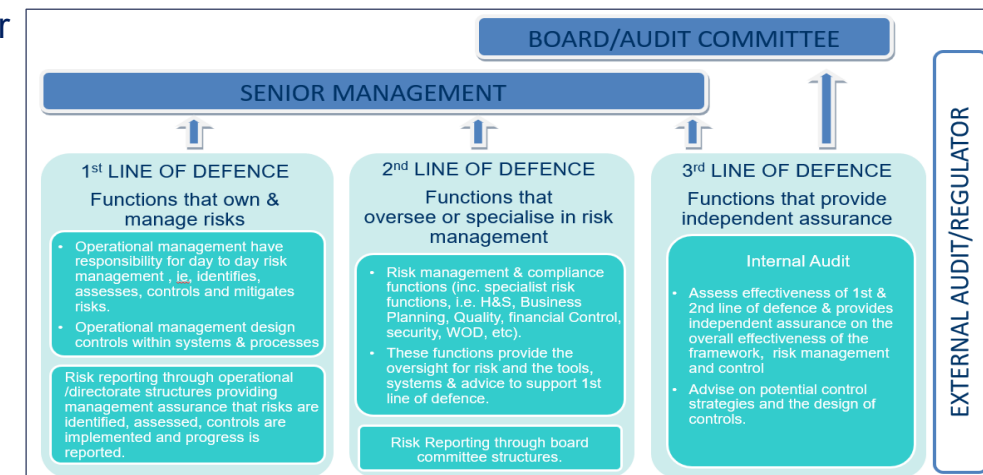 r
BOARD/AUDIT COMMITTEE
SENIOR MANAGEMENT
1st LINE OF DEFENCE
Functions that own &
manage risks
• Operational management have
responsibility for day to day risk
management , ie, identifies,
assesses, controls and mitigates
risks.
• Operational management design
controls within systems & processes
Risk reporting through operational
/directorate structures providing
management assurance that risks are
identified, assessed, controls are
implemented and progress is
reported.
2nd LINE OF DEFENCE
Functions that
oversee or specialise in risk
management
• Risk management & compliance
functions (inc. specialist risk
functions, i.e. H&S, Business
Planning, Quality, financial Control,
security, WOD, etc).
• These functions provide the
oversight for risk and the tools,
systems & advice to support 1st
line of defence.
Risk Reporting through board
committee structures.
3rd LINE OF DEFENCE
Functions that provide
independent assurance
Internal Audit
• Assess effectiveness of 1st &
2nd line of defence & provides
independent assurance on the
overall effectiveness of the
framework, risk management
and control
• Advise on potential control
strategies and the design of
controls.
EXTERNAL AUDIT/REGULATOR